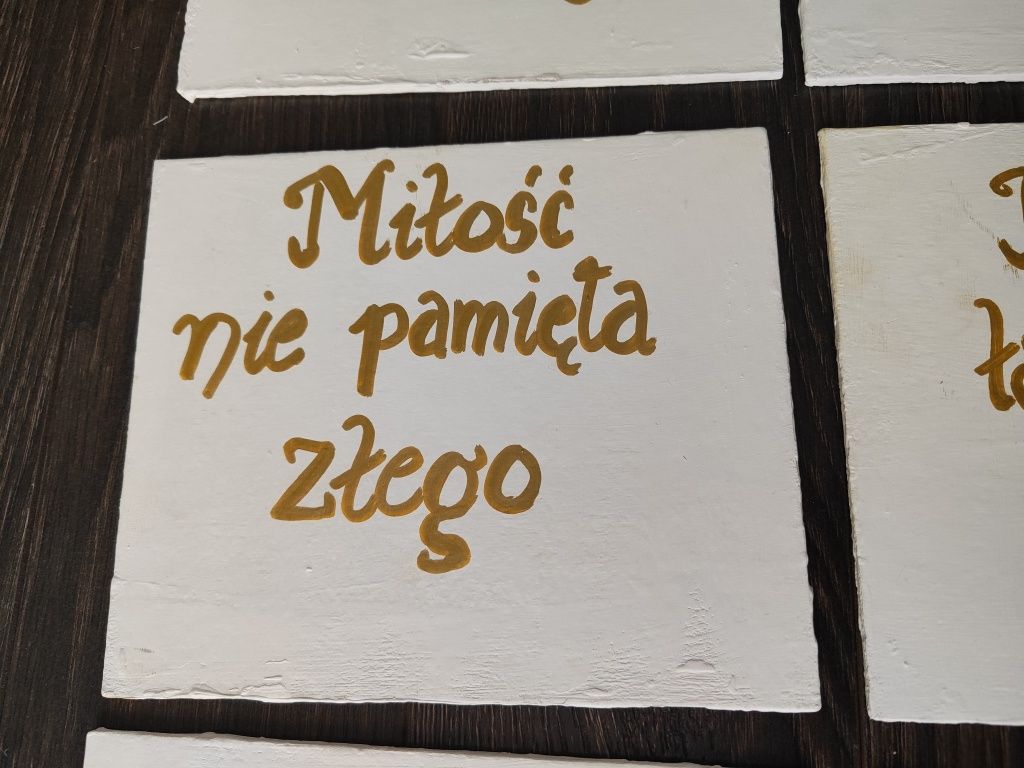 Miłość
nie pamięta
złego